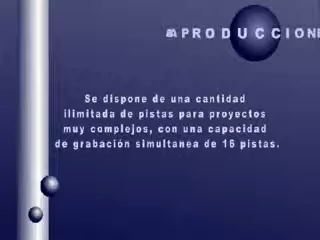 PRODUCCION
Se dispone de una cantidad
ilimitada de pistas para proyectos
muy complejos, con una capacidad
de grabación simultanea de 16 pistas.